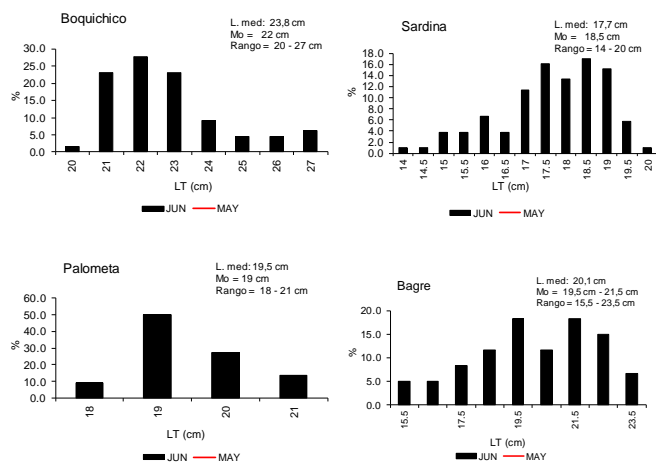 Boquichico
L. med: 23,8 cm
Mo = 22 cm
Rango = 20 - 27 cm
30.0
25.0
20.0
15.0
10.0
5.0
0.0
%
20 21 22 23 24 25 26 27
LT (cm)
JUN MAY
Sardina
L. med: 17,7 cm
Mo = 18,5 cm
Rango = 14 - 20 cm
18.0
16.0
14.0
12.0
10.0
8.0
6.0
4.0
2.0
0.0
%
14 14.5 15 15.5 16 16.5 17 17.5 18 18.5 19 19.5 20
LT (cm)
JUN MAY
Palometa
L. med: 19,5 cm
Mo = 19 cm
Rango = 18 - 21 cm
60.0
50.0
40.0
30.0
20.0
10.0
0.0
%
18 19 20 21
LT (cm)
JUN MAY
Bagre
L. med: 20,1 cm
Mo = 19,5 cm - 21,5 cm
Rango = 15,5 - 23,5 cm
20.0
15.0
10.0
5.0
0.0
%
15.5 17.5 19.5 21.5 23.5
LT (cm)
JUN MAY